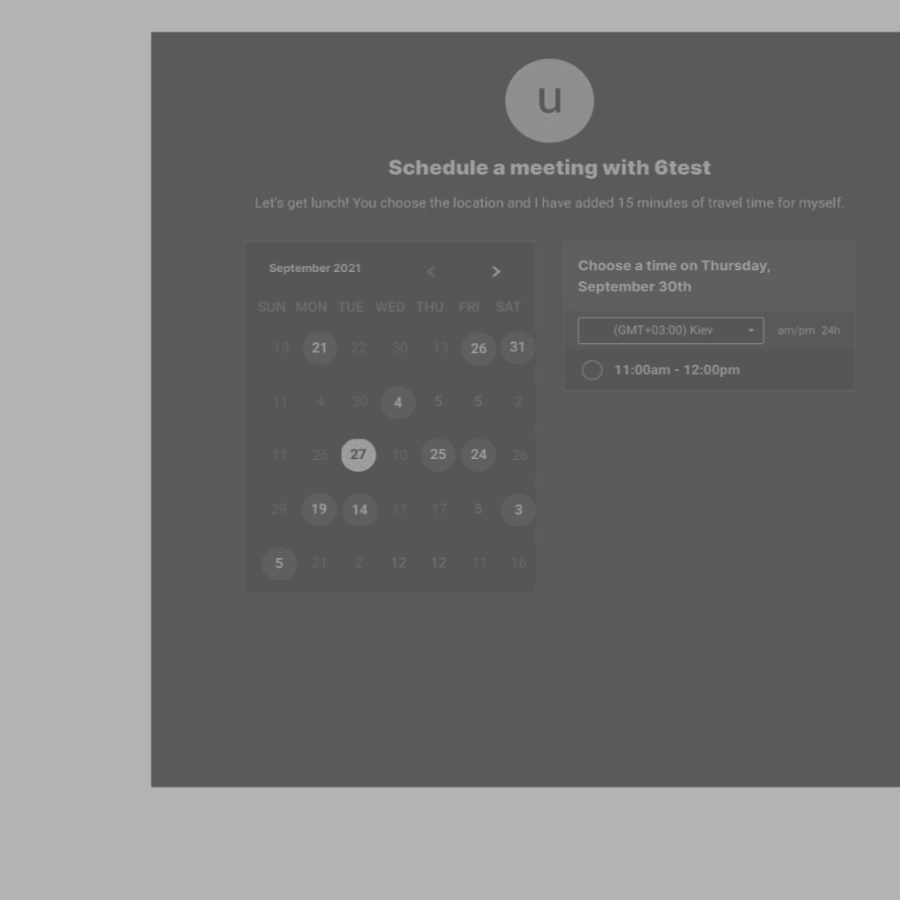 u
Schedule a meeting with 6test
Let's get lunch! You choose the location and I have added 15 minutes of travel time for myself.
September 2021
SUN MON TUE WED THU FRI SAT
13 21 22 30 13 26 31
11 4 30 4 5 5 2
11 26 27 10 25 24 26
29 19 14 11 17 5 3
5 21 2 12 12 11 16
Choose a time on Thursday,
September 30th
(GMT+03:00) Kiev am/pm 24h
11:00am - 12:00pm